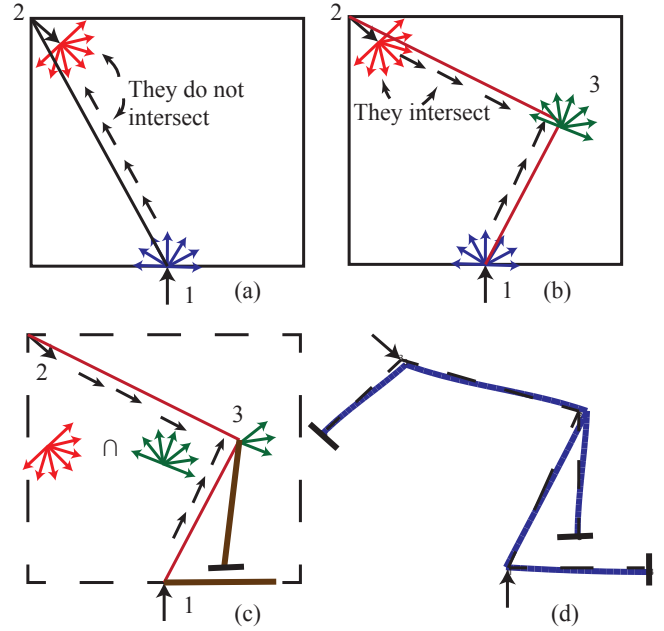 2
They do not
intersect
1
(a)
2
3
They intersect
1
(b)
2
3
∩
1
(c)
(d)